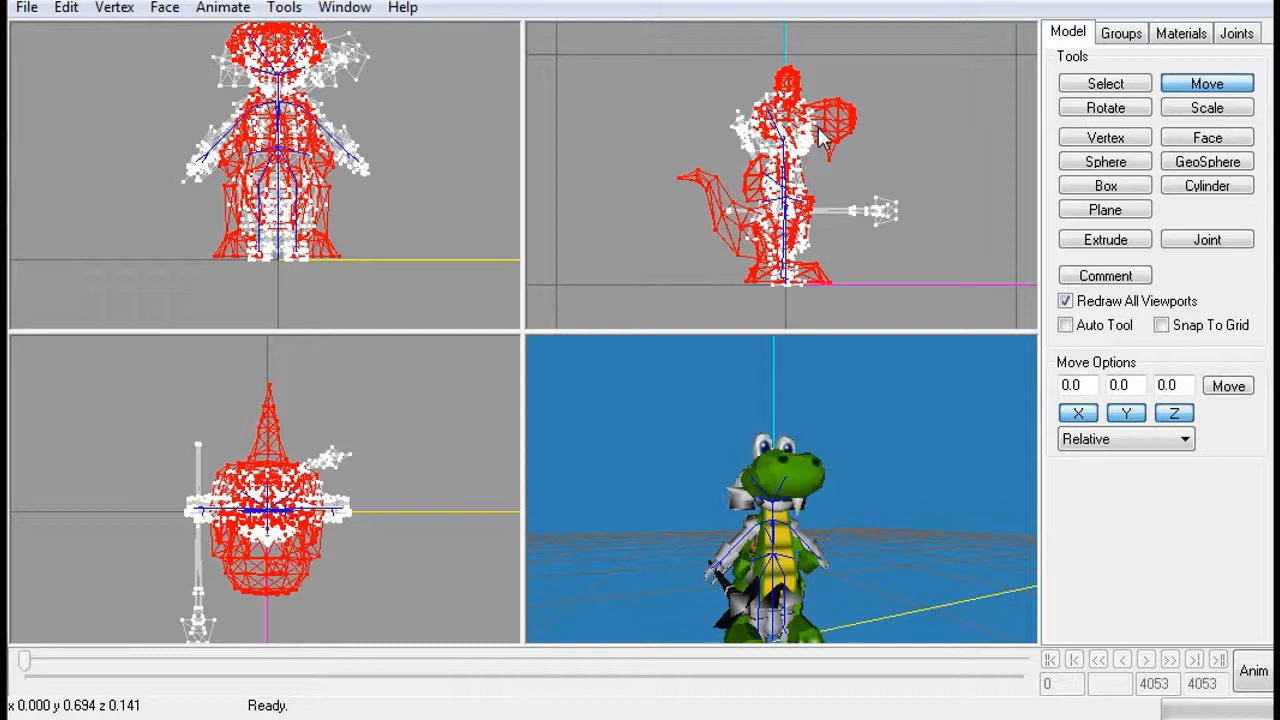 File Edit Vertex Face Animate Tools Window Help
Model Groups Materials Joints
Tools
Select Move
Rotate Scale
Vertex Face
Sphere GeoSphere
Box Cylinder
Plane
Extrude Joint
Comment
Redraw All Viewports
Auto Tool Snap To Grid
Move Options
0.0 0.0 0.0 Move
X Y Z
Relative
|< |< << < > >> >| >||
0 4053 4053 Anim
x 0.000 y 0.694 z 0.141 Ready.